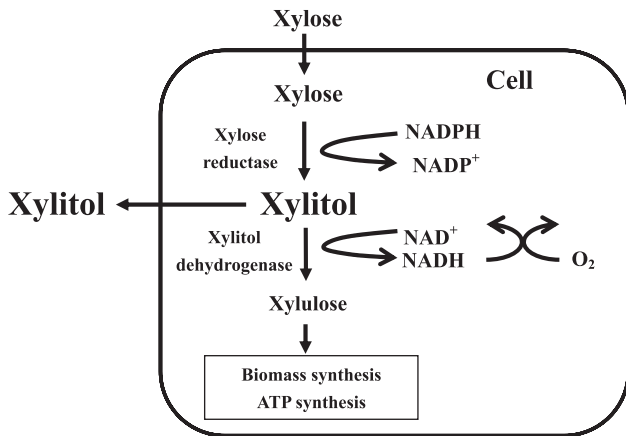 Xylose
Cell
Xylose
Xylose
reductase
NADPH
NADP⁺
Xylitol
Xylitol
Xylitol
dehydrogenase
NAD⁺
NADH
O₂
Xylulose
Biomass synthesis
ATP synthesis